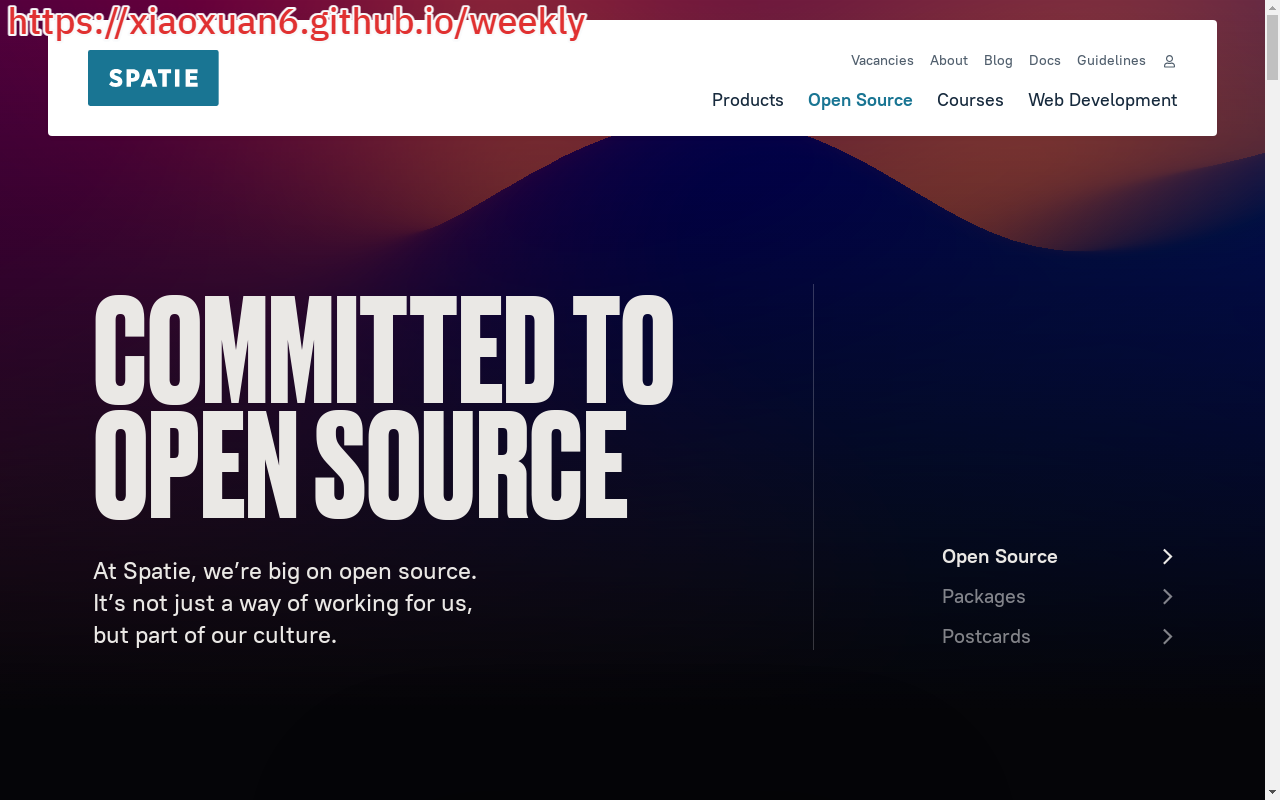 https://xiaoxuan6.github.io/weekly
SPATIE
Vacancies About Blog Docs Guidelines
Products Open Source Courses Web Development
COMMITTED TO
OPEN SOURCE
At Spatie, we’re big on open source.
It’s not just a way of working for us,
but part of our culture.
Open Source
Packages
Postcards